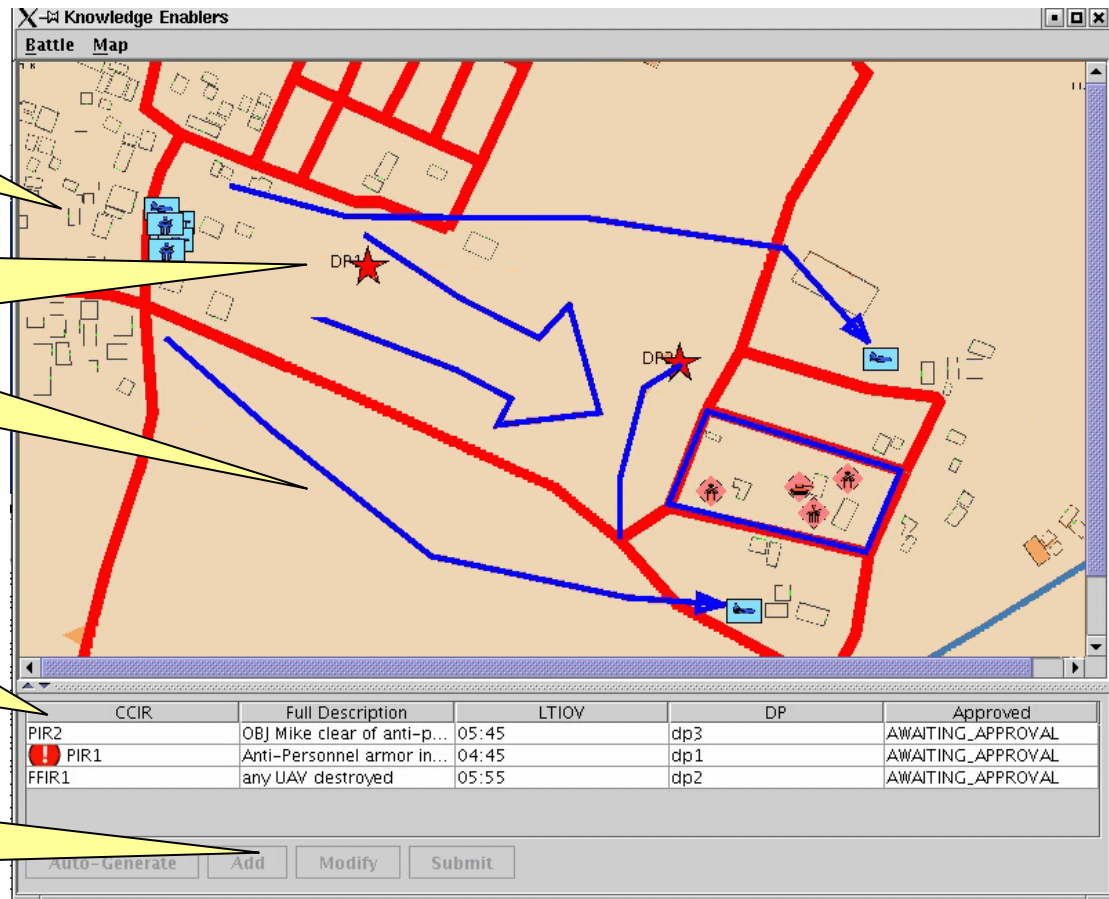 Knowledge Enablers
Battle Map
DP1
CCIR Full Description LTIOV DP Approved
PIR2 OBJ Mike clear of anti-p... 05:45 dp3 AWAITING_APPROVAL
PIR1 Anti-Personnel armor in... 04:45 dp1 AWAITING_APPROVAL
FFIR1 any UAV destroyed 05:55 dp2 AWAITING_APPROVAL
Auto-Generate Add Modify Submit